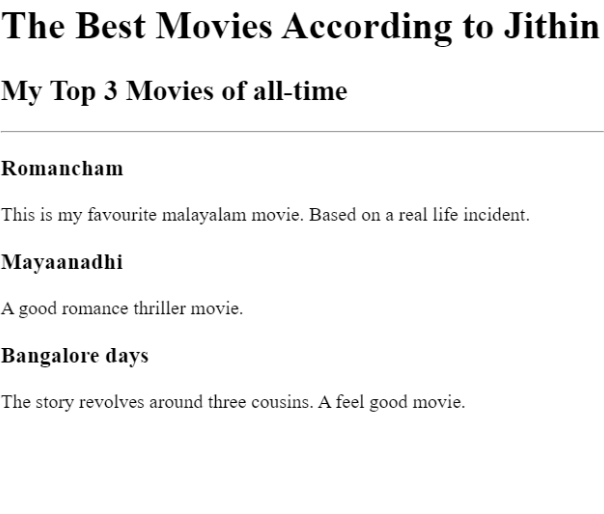 The Best Movies According to Jithin
My Top 3 Movies of all-time
Romancham
This is my favourite malayalam movie. Based on a real life incident.
Mayaanadhi
A good romance thriller movie.
Bangalore days
The story revolves around three cousins. A feel good movie.